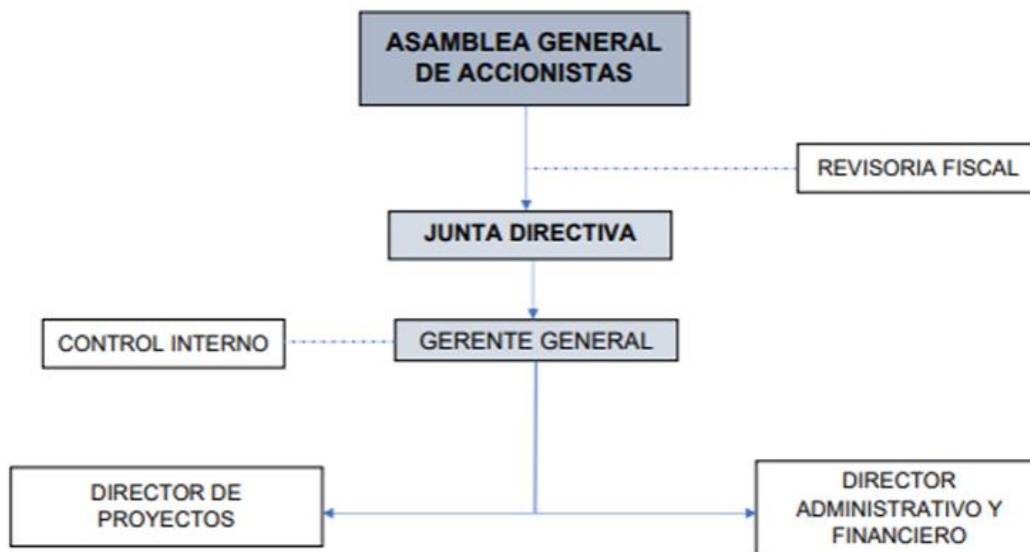 ASAMBLEA GENERAL
DE ACCIONISTAS
REVISORIA FISCAL
JUNTA DIRECTIVA
CONTROL INTERNO
GERENTE GENERAL
DIRECTOR DE
PROYECTOS
DIRECTOR
ADMINISTRATIVO Y
FINANCIERO